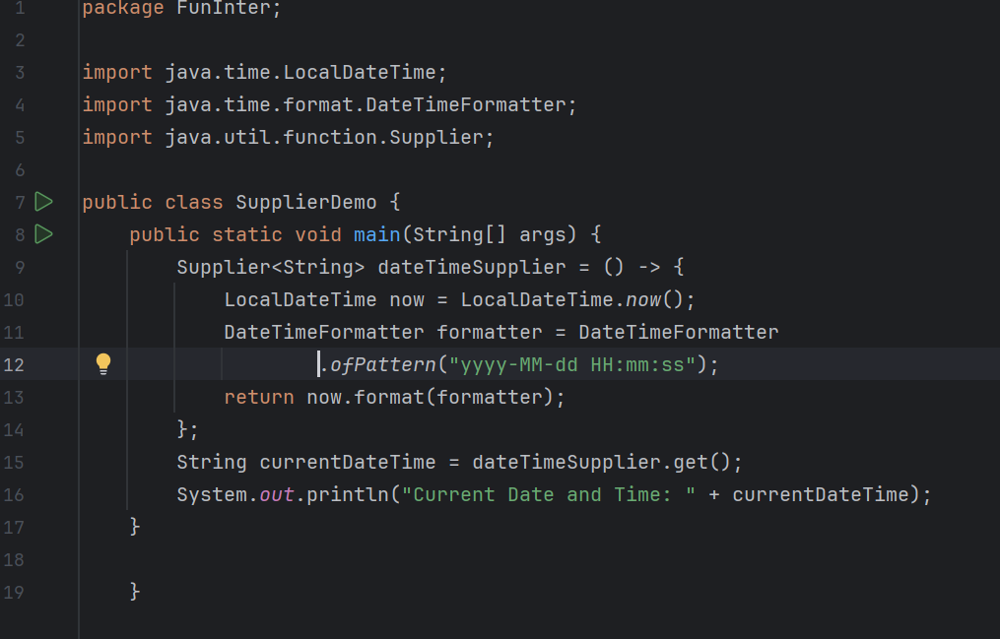 1 package FunInter;
2
3 import java.time.LocalDateTime;
4 import java.time.format.DateTimeFormatter;
5 import java.util.function.Supplier;
6
7 public class SupplierDemo {
8     public static void main(String[] args) {
9         Supplier<String> dateTimeSupplier = () -> {
10             LocalDateTime now = LocalDateTime.now();
11             DateTimeFormatter formatter = DateTimeFormatter
12                     .ofPattern("yyyy-MM-dd HH:mm:ss");
13             return now.format(formatter);
14         };
15         String currentDateTime = dateTimeSupplier.get();
16         System.out.println("Current Date and Time: " + currentDateTime);
17     }
18
19     }